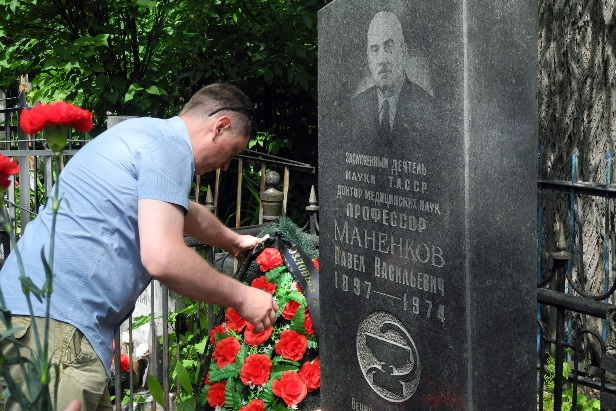 ЗАСЛУЖЕННЫЙ ДЕЯТЕЛЬ
НАУКИ Т.А.С.С.Р.
ДОКТОР МЕДИЦИНСКИХ НАУК
ПРОФЕССОР
МАНЕНКОВ
ПАВЕЛ ВАСИЛЬЕВИЧ
1897—1974